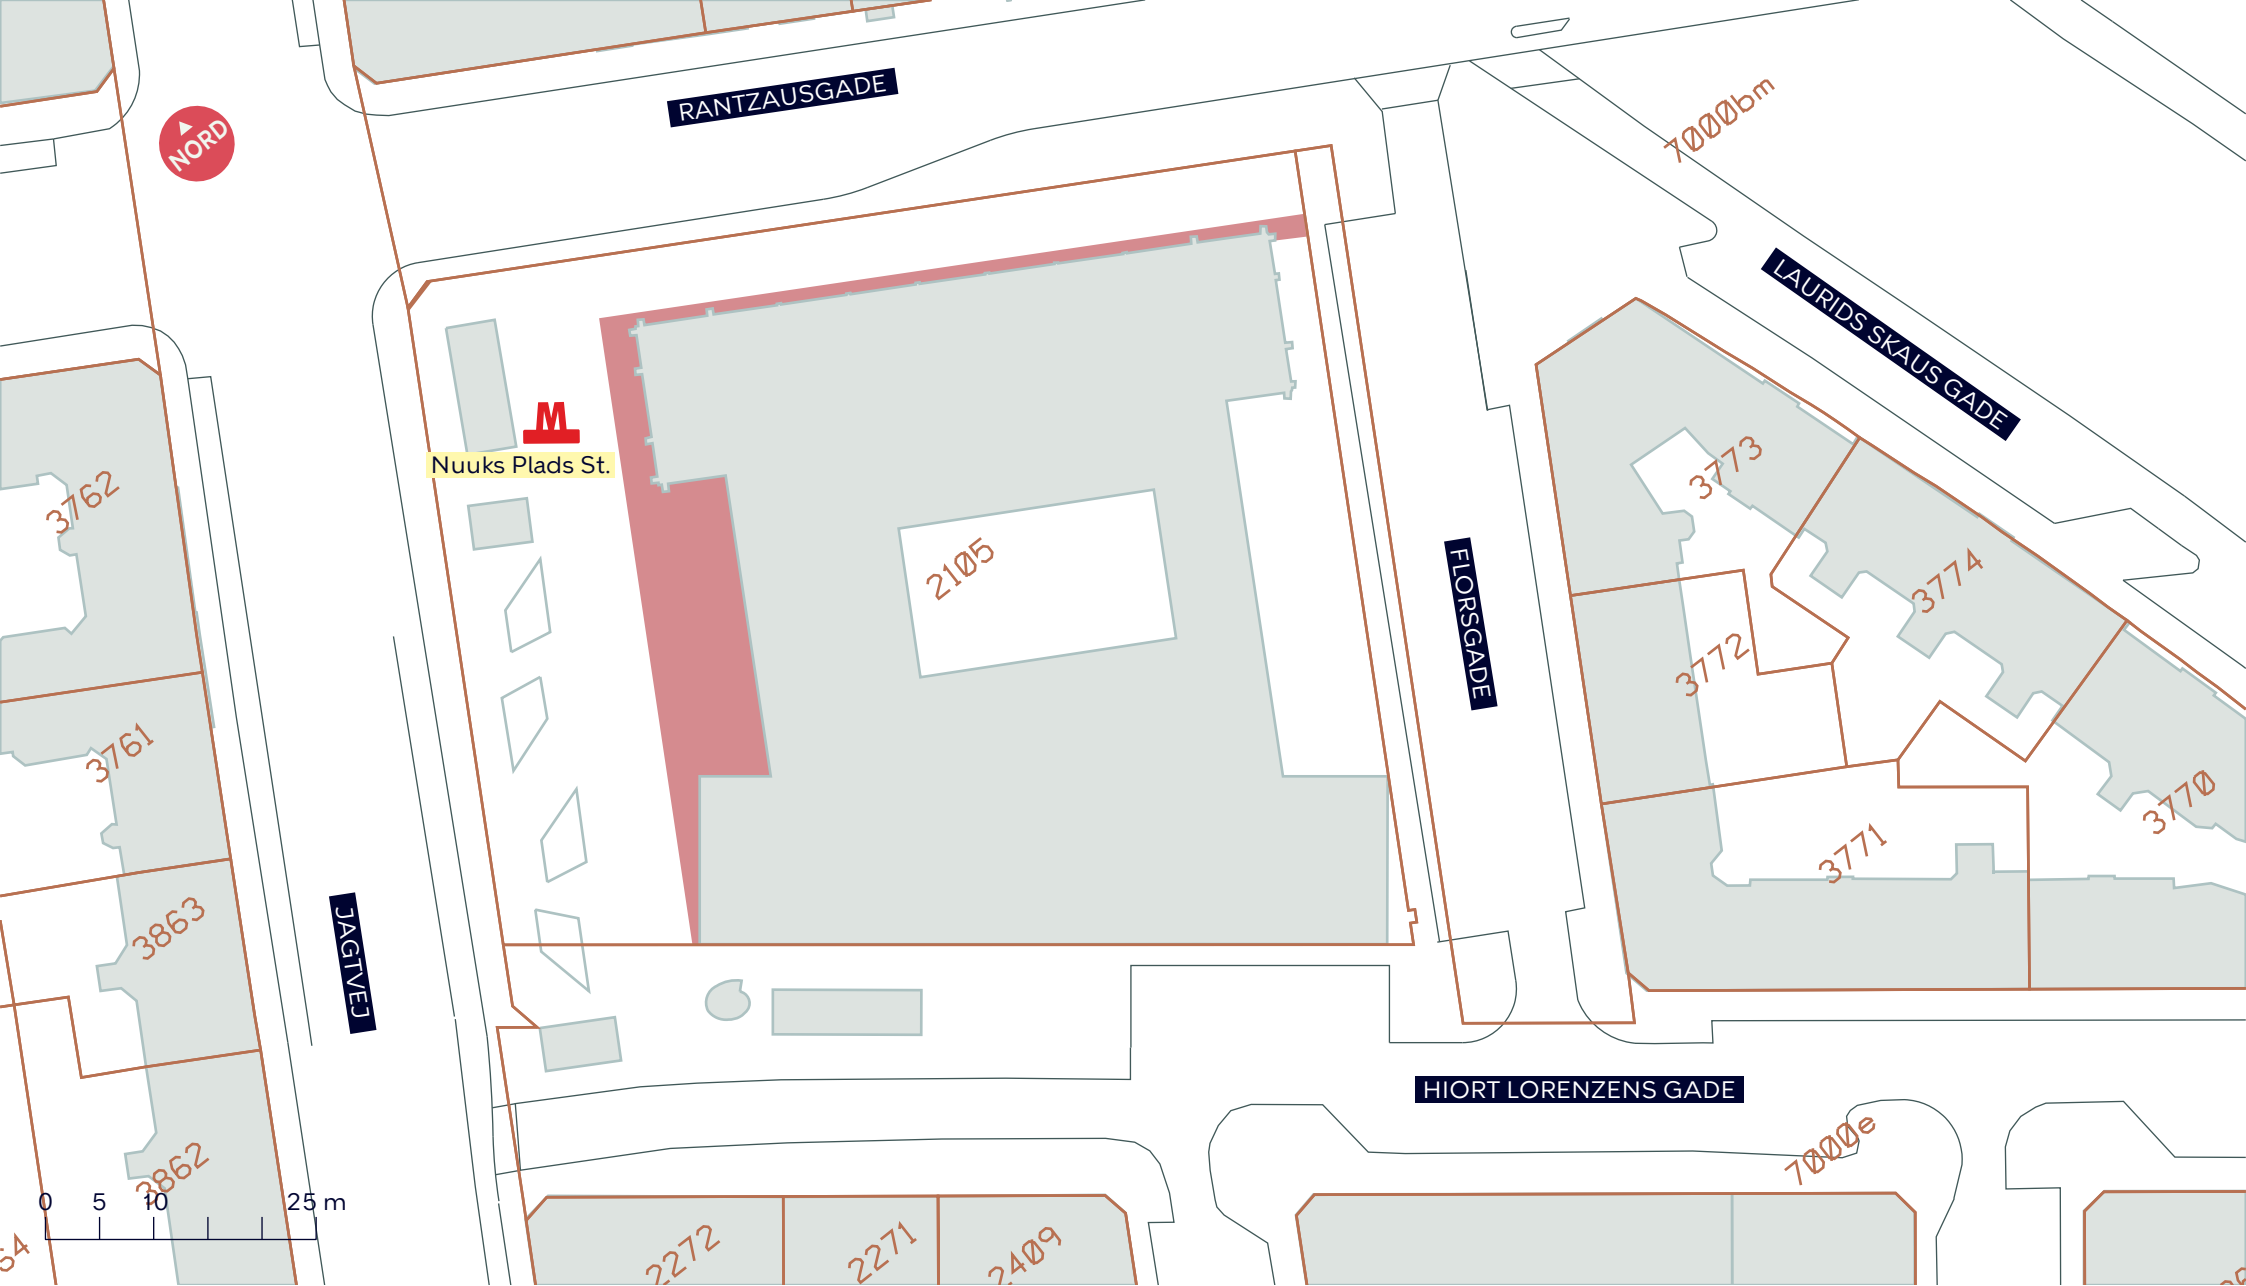 RANTZAUSGADE
7000bm
NORD
LAURIDS SKAUS GADE
M
Nuuks Plads St.
3762
3773
2105
3774
FLORSGADE
3772
3761
3770
3771
3863
JAGTVEJ
HIORT LORENZENS GADE
7000e
3862
0 5 10 25 m
2272
2271
2409